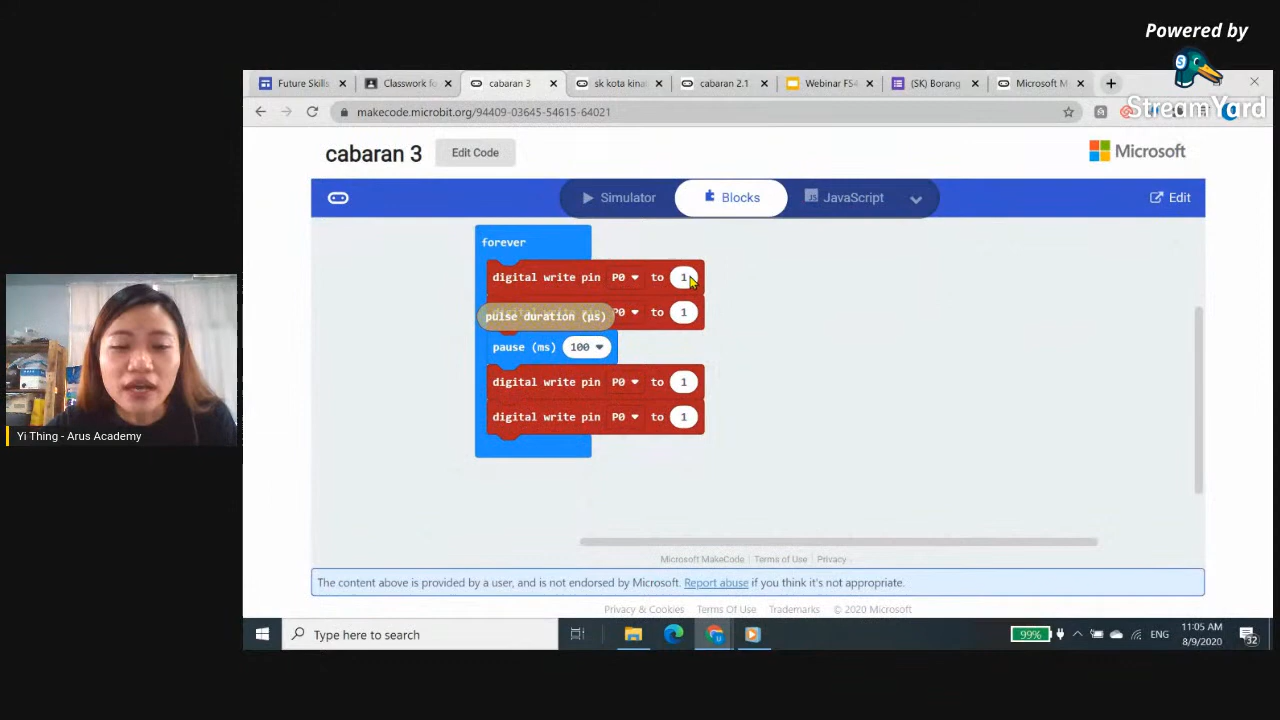 Powered by
StreamYard
Future Skills
Classwork fo
cabaran 3
sk kota kina
cabaran 2.1
Webinar FS4
(SK) Borang
Microsoft M
makecode.microbit.org/94409-03645-54615-64021
cabaran 3
Edit Code
Microsoft
Simulator
Blocks
JavaScript
Edit
forever
digital write pin P0 to 1
P0 to 1
pulse duration (µs)
pause (ms) 100
digital write pin P0 to 1
digital write pin P0 to 1
Yi Thing - Arus Academy
Microsoft MakeCode Terms of Use Privacy
The content above is provided by a user, and is not endorsed by Microsoft. Report abuse if you think it's not appropriate.
Privacy & Cookies Terms Of Use Trademarks © 2020 Microsoft
Type here to search
99%
ENG
11:05 AM
8/9/2020
32